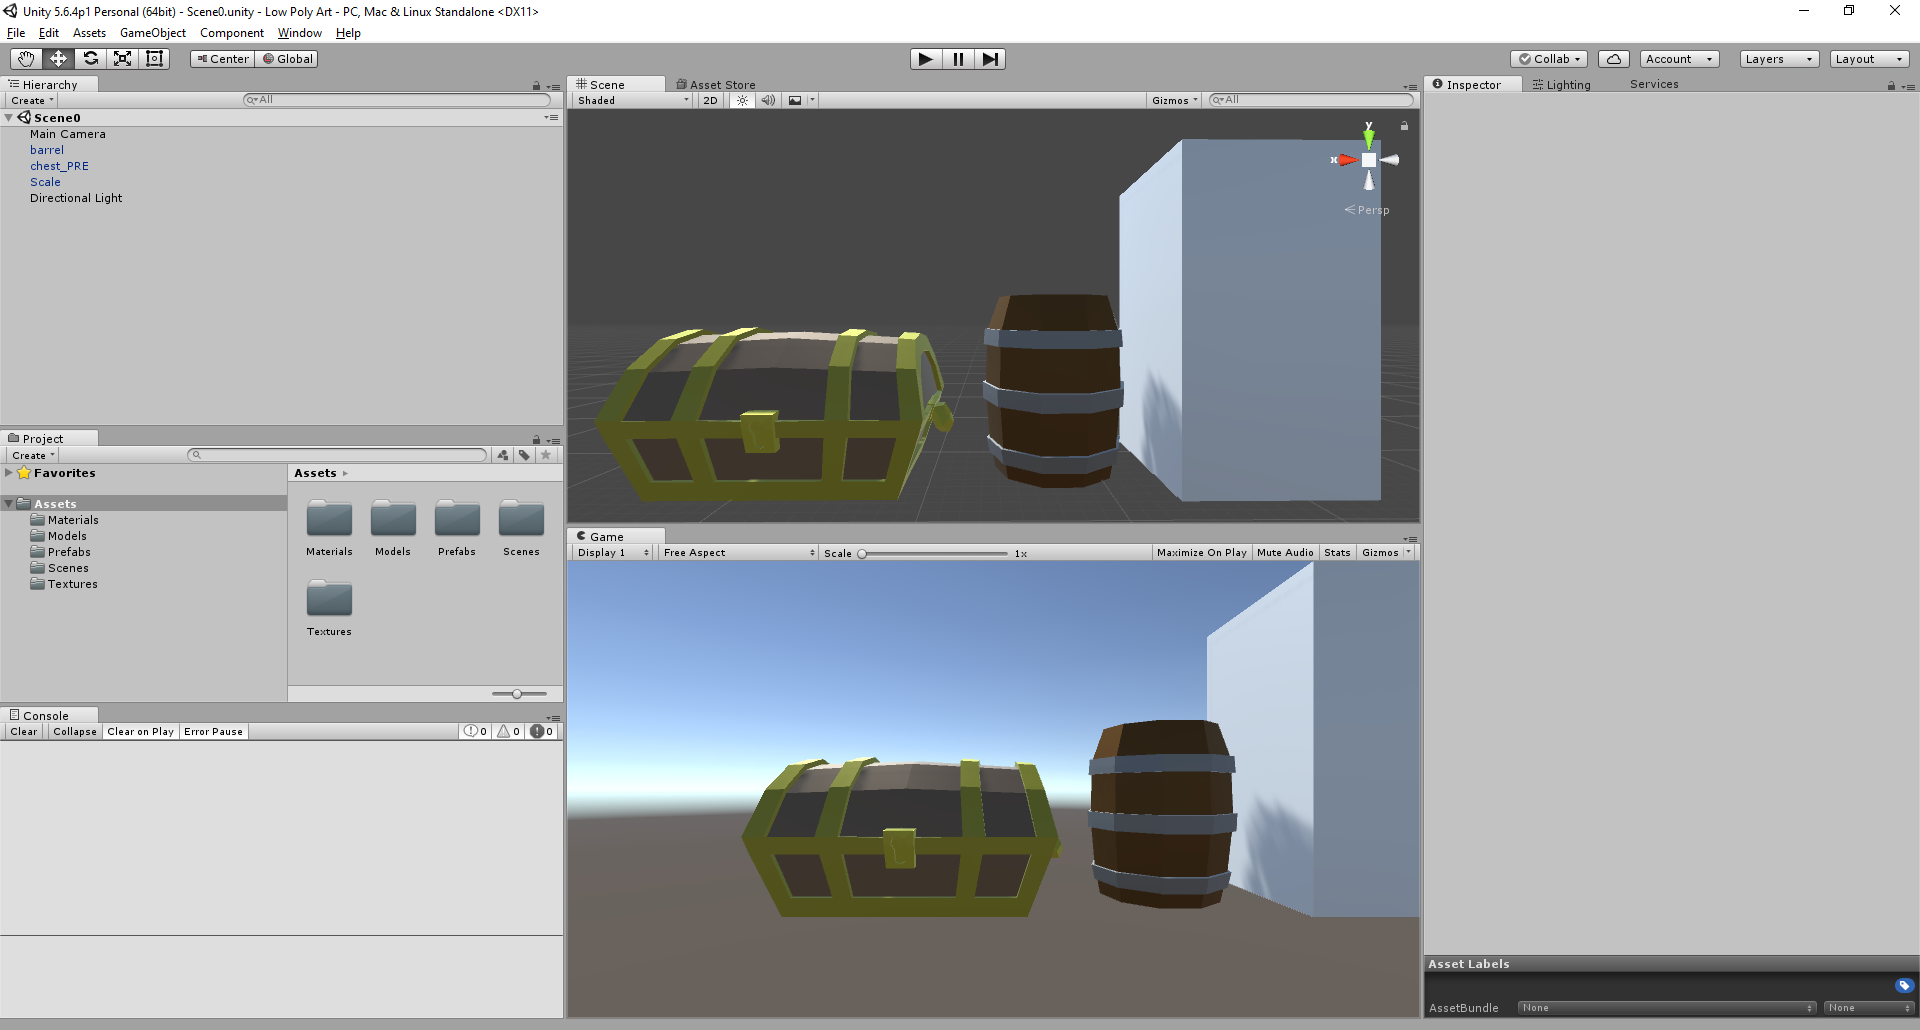 Unity 5.6.4p1 Personal (64bit) - Scene0.unity - Low Poly Art - PC, Mac & Linux Standalone <DX11>
File Edit Assets GameObject Component Window Help
Center Global Collab Account Layers Layout
Hierarchy
Create All
Scene0
Main Camera
barrel
chest_PRE
Scale
Directional Light
Project
Create
Favorites
Assets
Materials
Models
Prefabs
Scenes
Textures
Assets
Materials Models Prefabs Scenes
Textures
Console
Clear Collapse Clear on Play Error Pause 0 0 0
Scene Asset Store
Shaded 2D Gizmos All
y
x
Persp
Game
Display 1 Free Aspect Scale 1x Maximize On Play Mute Audio Stats Gizmos
Inspector Lighting Services
Asset Labels
AssetBundle None None